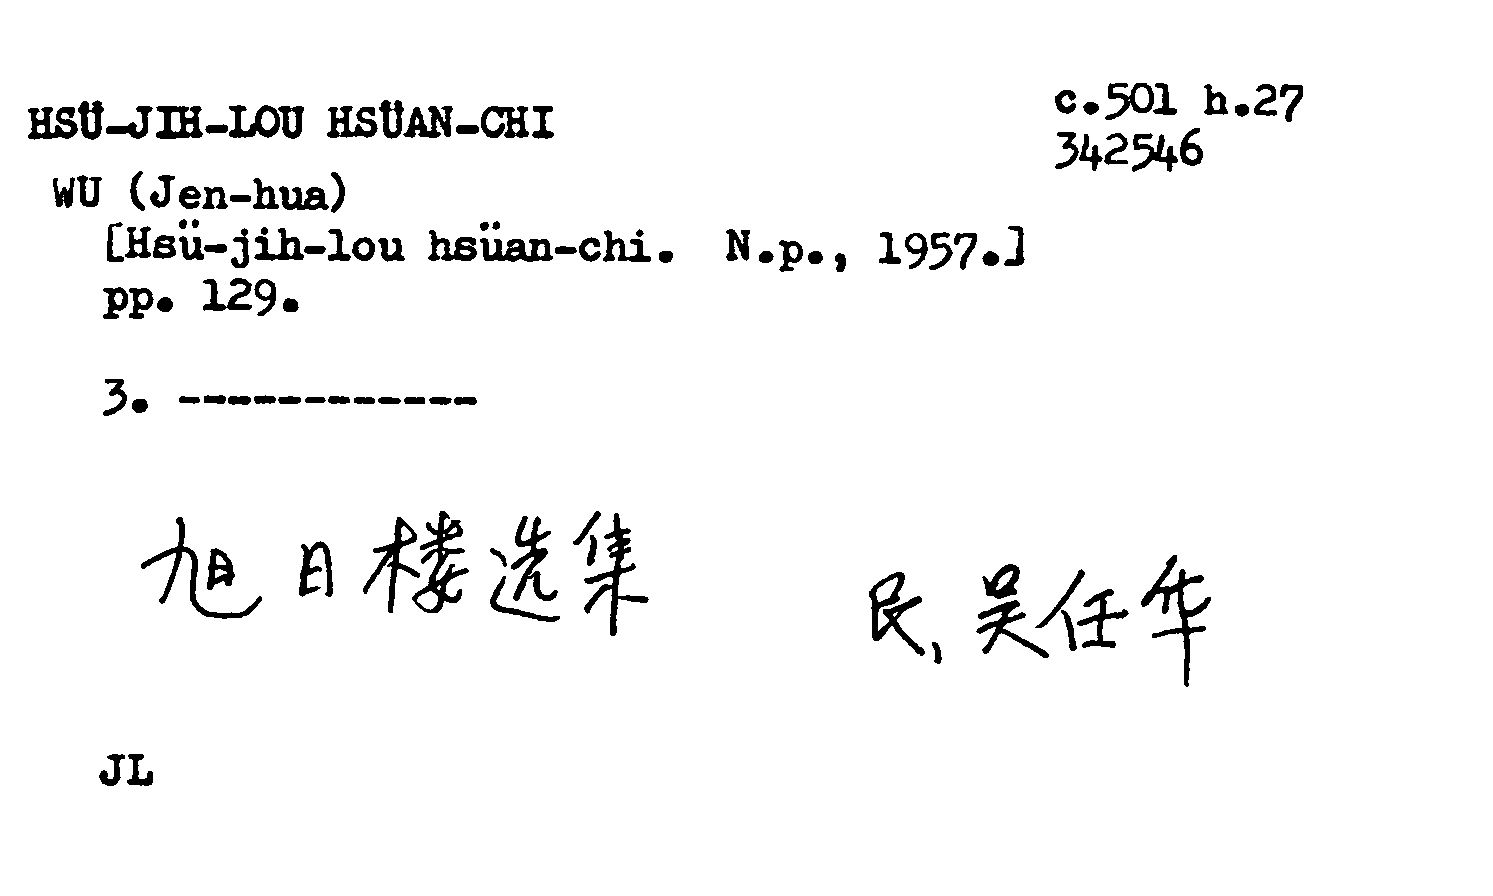 HSÜ-JIH-LOU HSÜAN-CHI
c.501 h.27
342546
WU (Jen-hua)
[Hsü-jih-lou hsüan-chi. N.p., 1957.]
pp. 129.
3. ------------
旭日楼选集
民、吴任华
JL